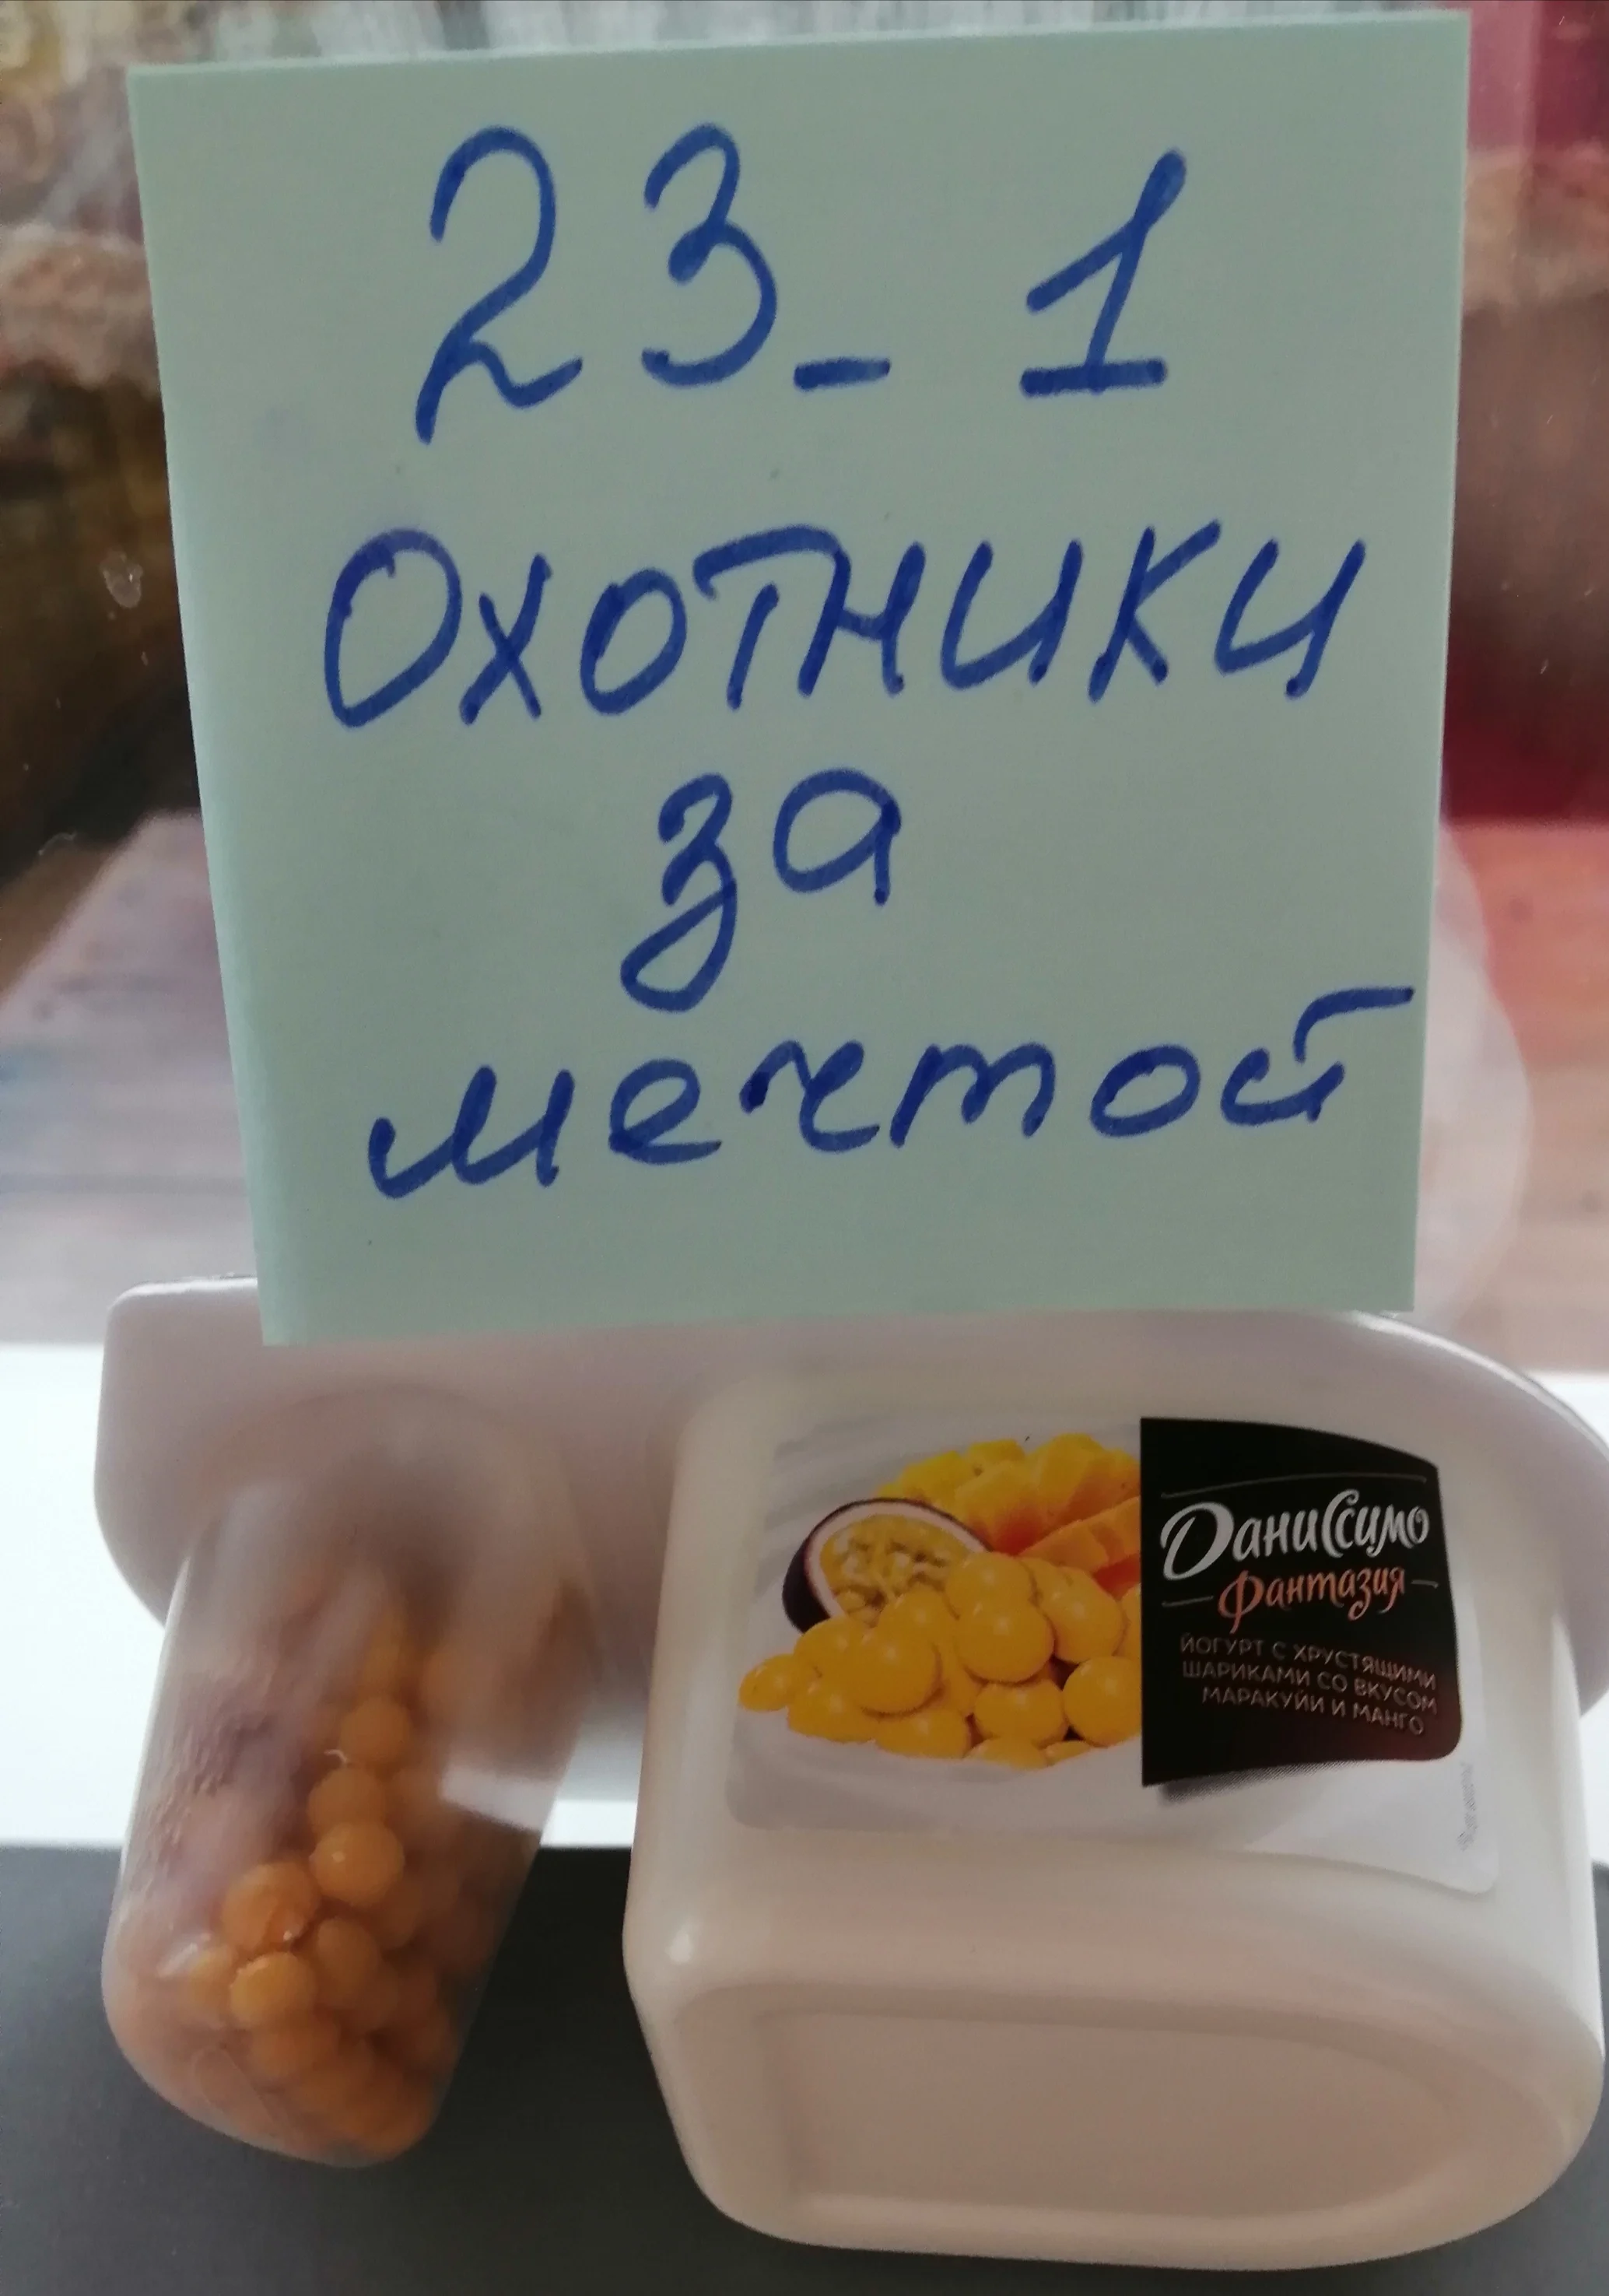 23_1
Охотники
за
мечтой
Даниссимо
Фантазия
ЙОГУРТ С ХРУСТЯЩИМИ
ШАРИКАМИ СО ВКУСОМ
МАРАКУЙИ И МАНГО